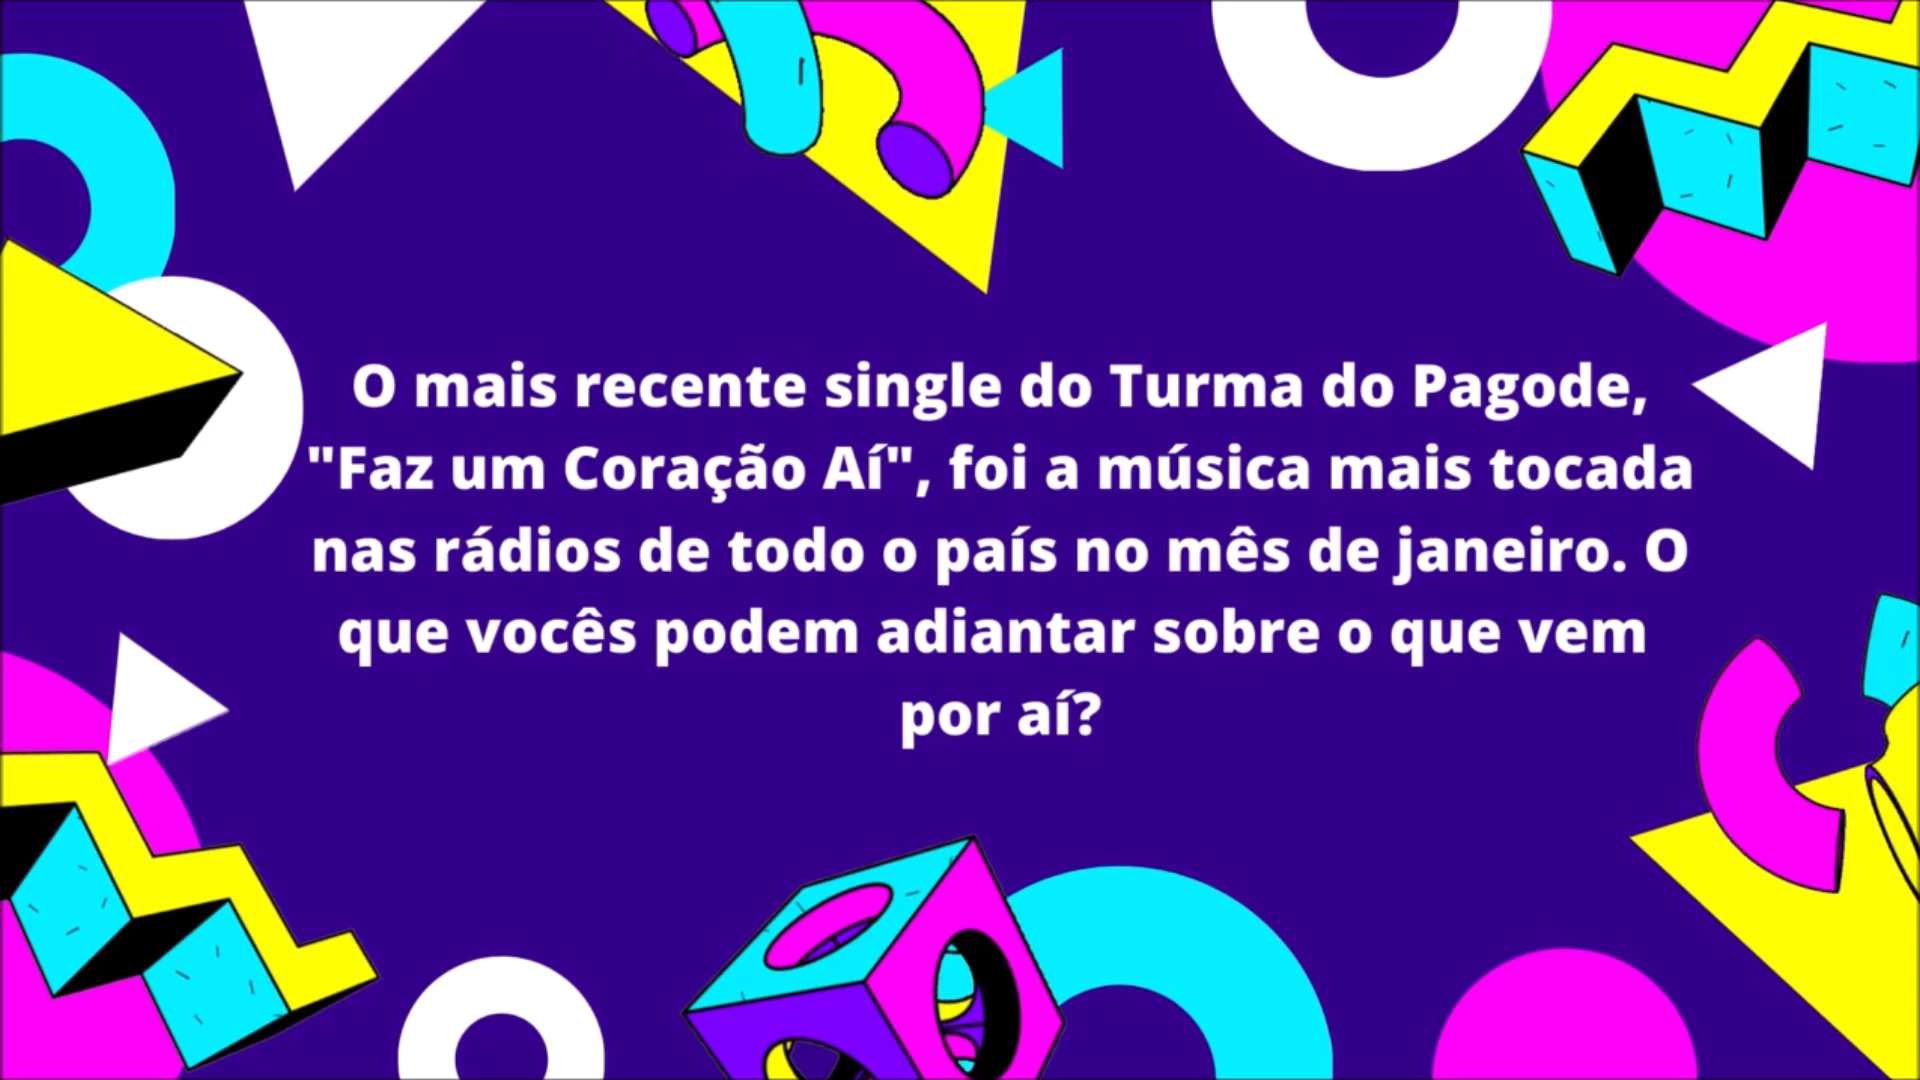 O mais recente single do Turma do Pagode,
"Faz um Coração Aí", foi a música mais tocada
nas rádios de todo o país no mês de janeiro. O
que vocês podem adiantar sobre o que vem
por aí?